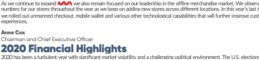 As we continue to expand we also remain focused on our leadership in the offline merchandise market. We observe
numbers for our stores throughout the year as we keep on adding new stores across different locations. In this year's last
we rolled out unmanned checkout, mobile wallet and various other technological capabilities that will further improve cust
experiences.
Anne Cox
Chairman and Chief Executive Officer
2020 Financial Highlights
2020 has been a turbulent year with significant market volatility and a challenging political environment. The U.S. election